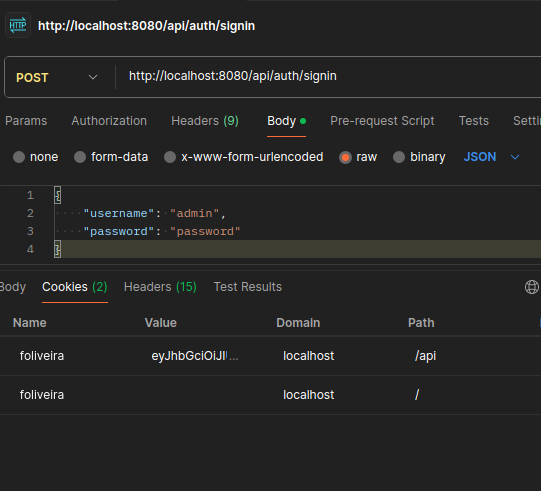 HTTP http://localhost:8080/api/auth/signin
POST http://localhost:8080/api/auth/signin
Params Authorization Headers (9) Body Pre-request Script Tests Setti
none form-data x-www-form-urlencoded raw binary JSON
1 {
2 ····"username":·"admin",
3 ····"password":·"password"
4 }
Body Cookies (2) Headers (15) Test Results
Name Value Domain Path
foliveira eyJhbGciOiJIU... localhost /api
foliveira localhost /